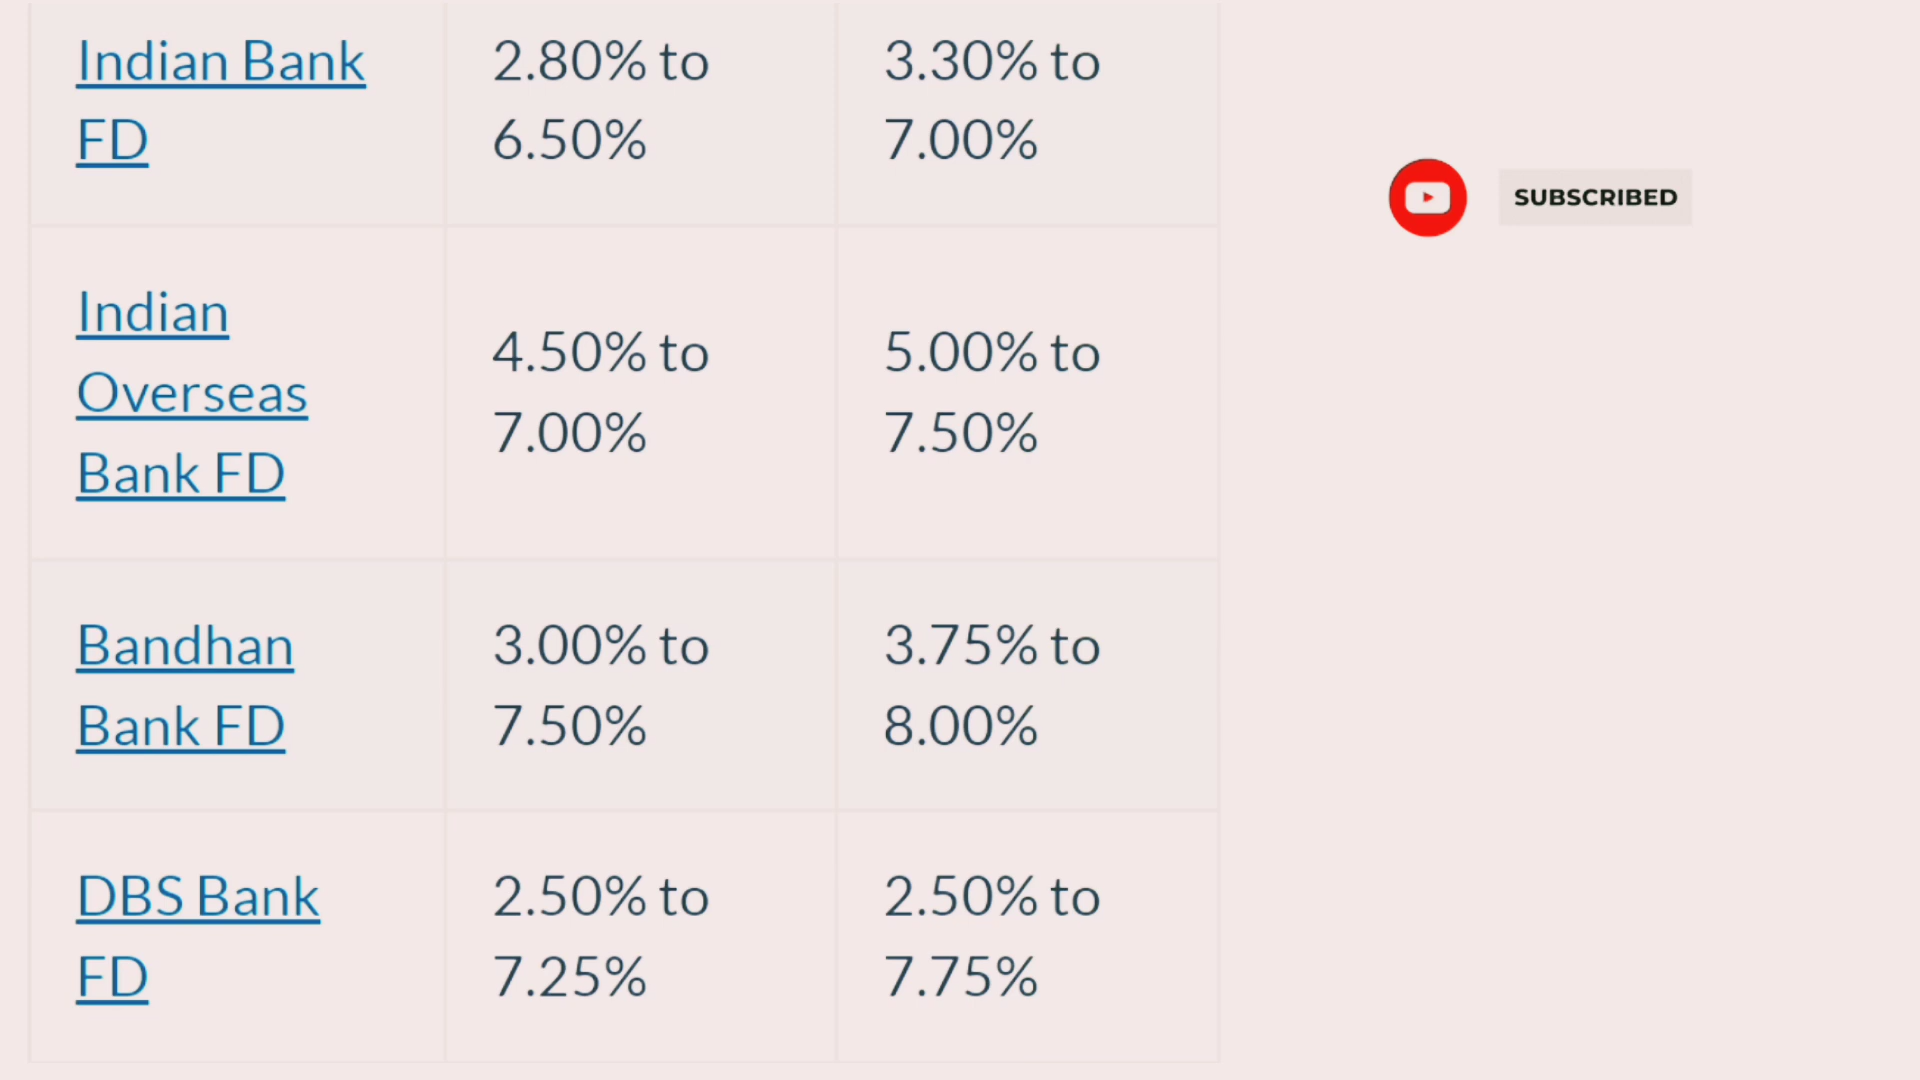 Indian Bank FD 2.80% to 6.50% 3.30% to 7.00%
SUBSCRIBED
Indian Overseas Bank FD 4.50% to 7.00% 5.00% to 7.50%
Bandhan Bank FD 3.00% to 7.50% 3.75% to 8.00%
DBS Bank FD 2.50% to 7.25% 2.50% to 7.75%